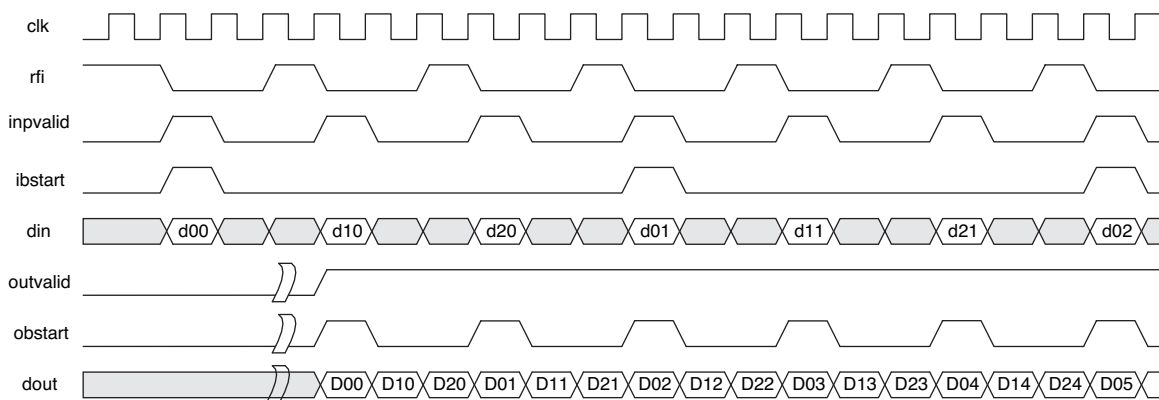 clk
rfi
inpvalid
ibstart
din d00 d10 d20 d01 d11 d21 d02
outvalid
obstart
dout D00 D10 D20 D01 D11 D21 D02 D12 D22 D03 D13 D23 D04 D14 D24 D05